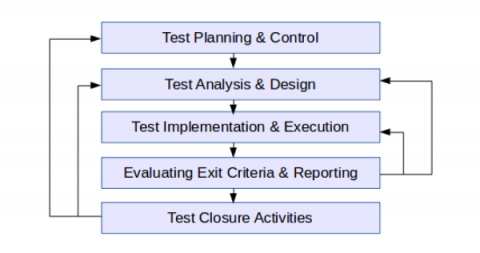 Test Planning & Control
Test Analysis & Design
Test Implementation & Execution
Evaluating Exit Criteria & Reporting
Test Closure Activities